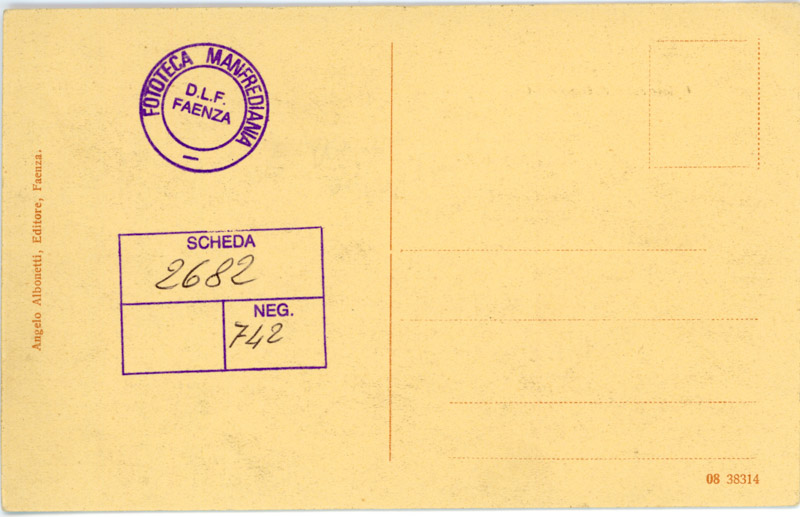 FOTOTECA MANFREDIANA
D.L.F.
FAENZA
Angelo Albonetti, Editore, Faenza.
SCHEDA
2682
NEG.
742
08 38314